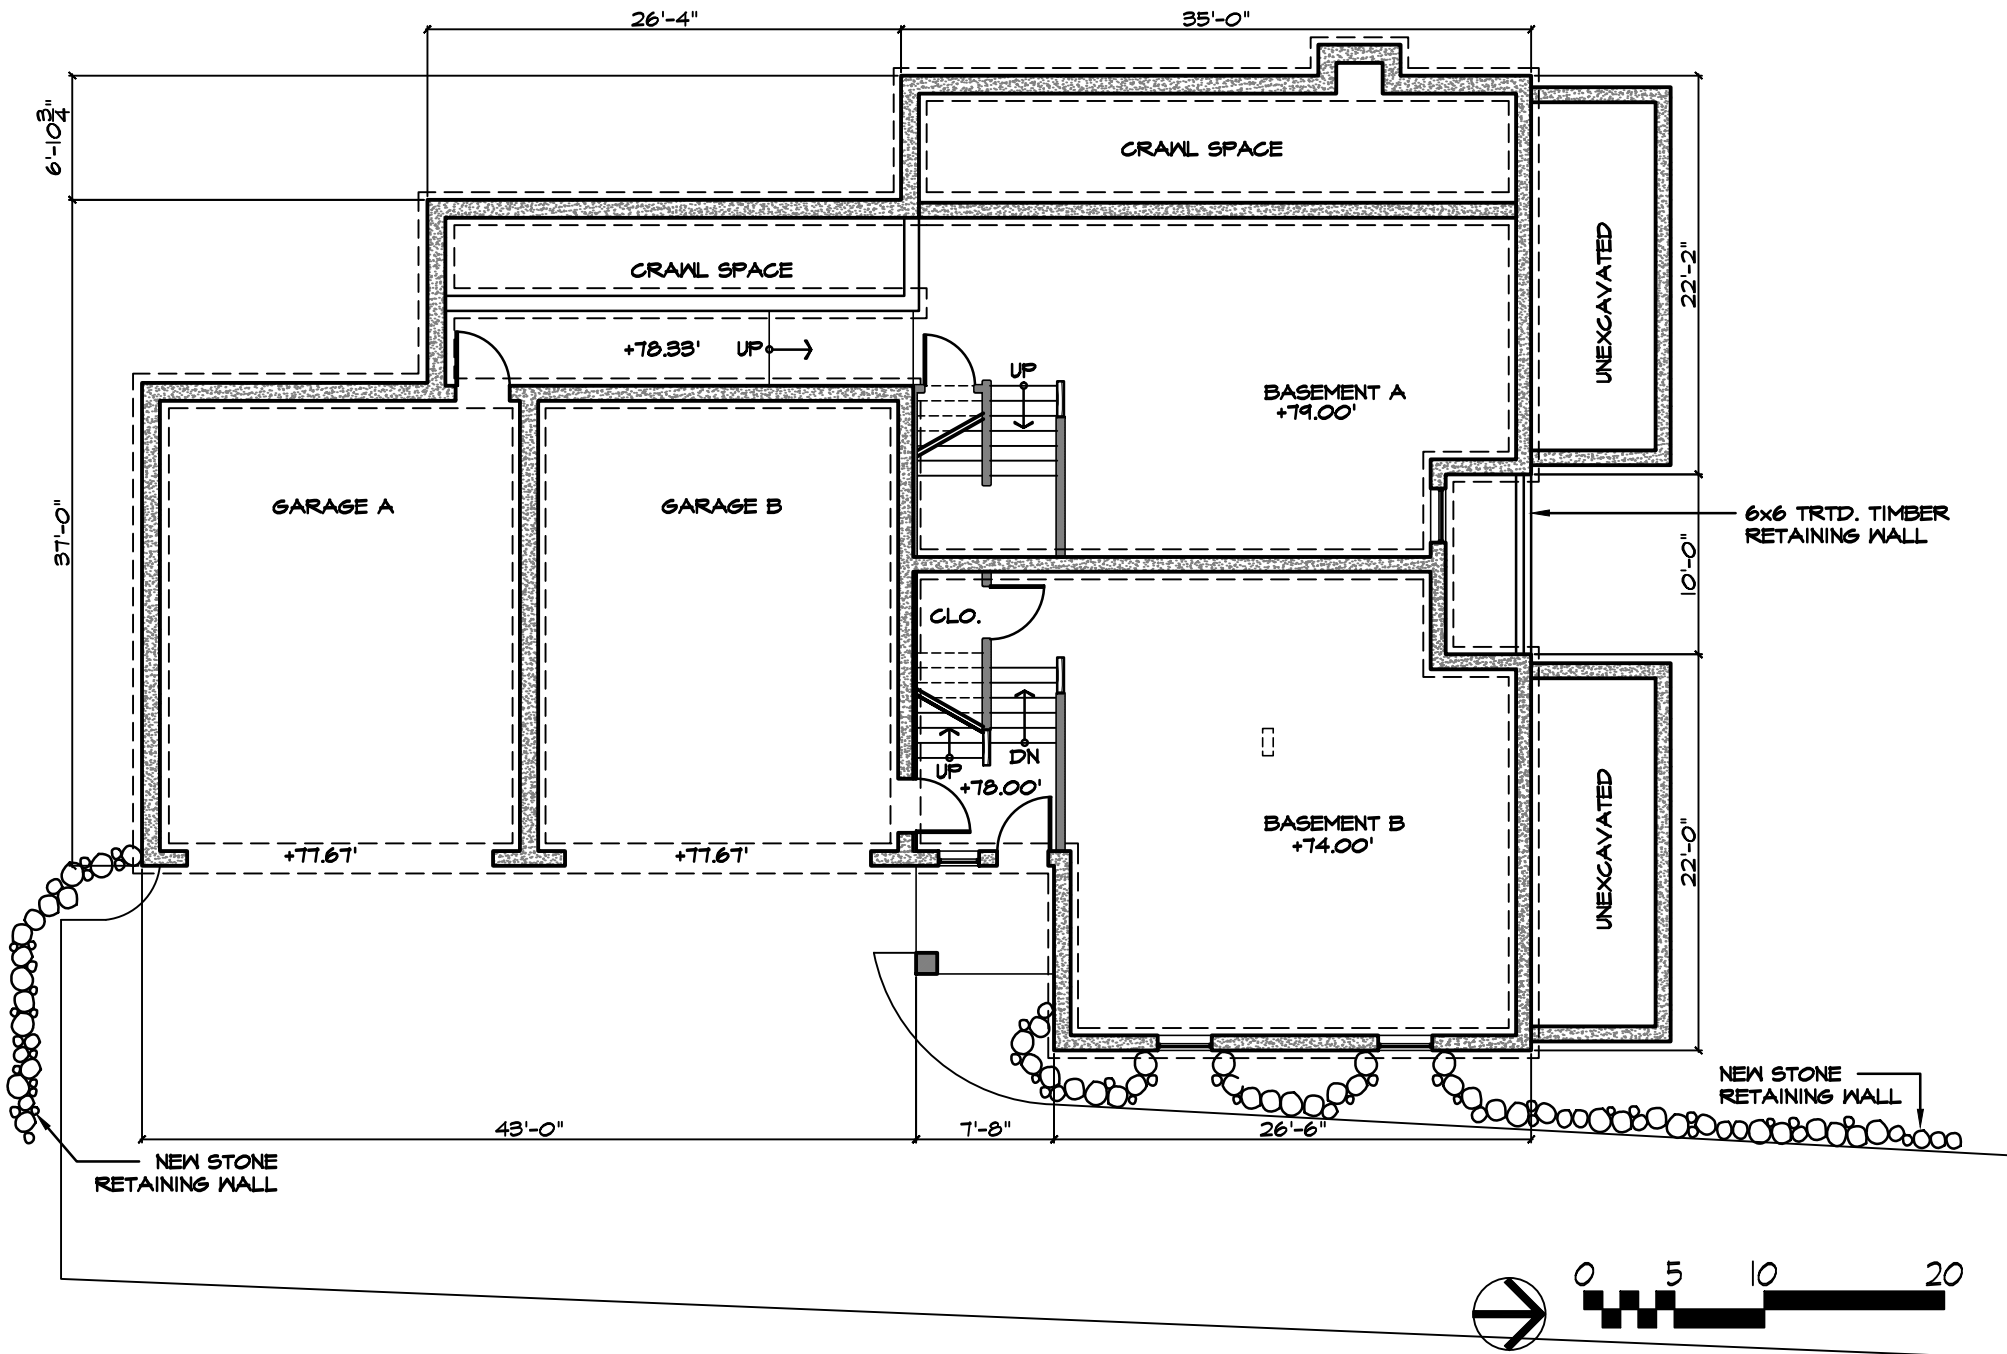 26'-4"
35'-0"
6'-10 3/4"
CRAWL SPACE
UNEXCAVATED
22'-2"
CRAWL SPACE
+78.33'
UP
UP
BASEMENT A
+79.00'
37'-0"
GARAGE A
GARAGE B
6x6 TRTD. TIMBER
RETAINING WALL
10'-0"
CLO.
UP
DN
+78.00'
BASEMENT B
+74.00'
UNEXCAVATED
22'-0"
+77.67'
+77.67'
NEW STONE
RETAINING WALL
43'-0"
7'-8"
26'-6"
NEW STONE
RETAINING WALL
0 5 10 20